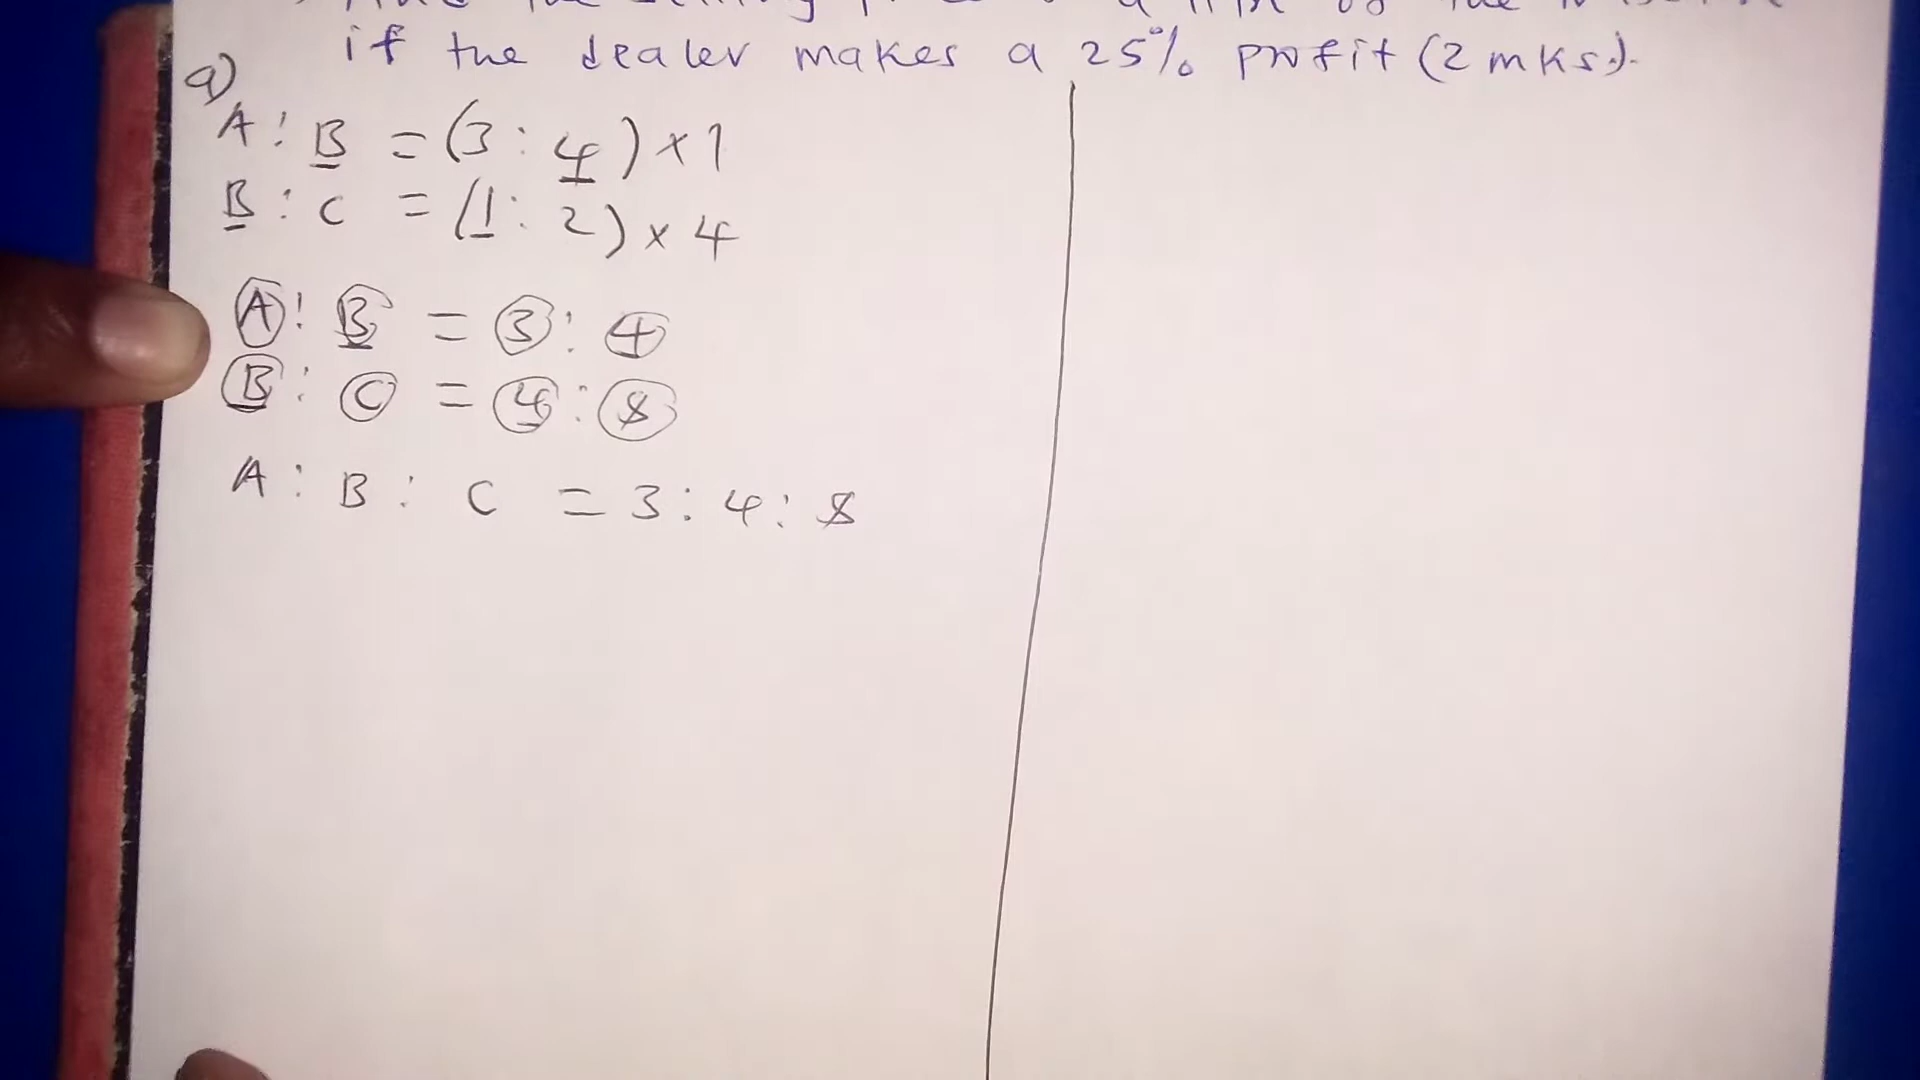 if the dealer makes a 25% profit (2 mks).
a)
A : B = (3 : 4) × 1
B : C = (1 : 2) × 4
A : B = 3 : 4
B : C = 4 : 8
A : B : C = 3 : 4 : 8